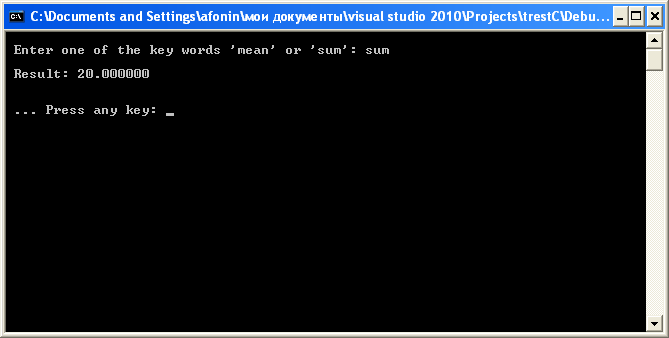 C:\Documents and Settings\afonin\мои документы\visual studio 2010\Projects\trestC\Debu...
Enter one of the key words 'mean' or 'sum': sum
Result: 20.000000
... Press any key: _